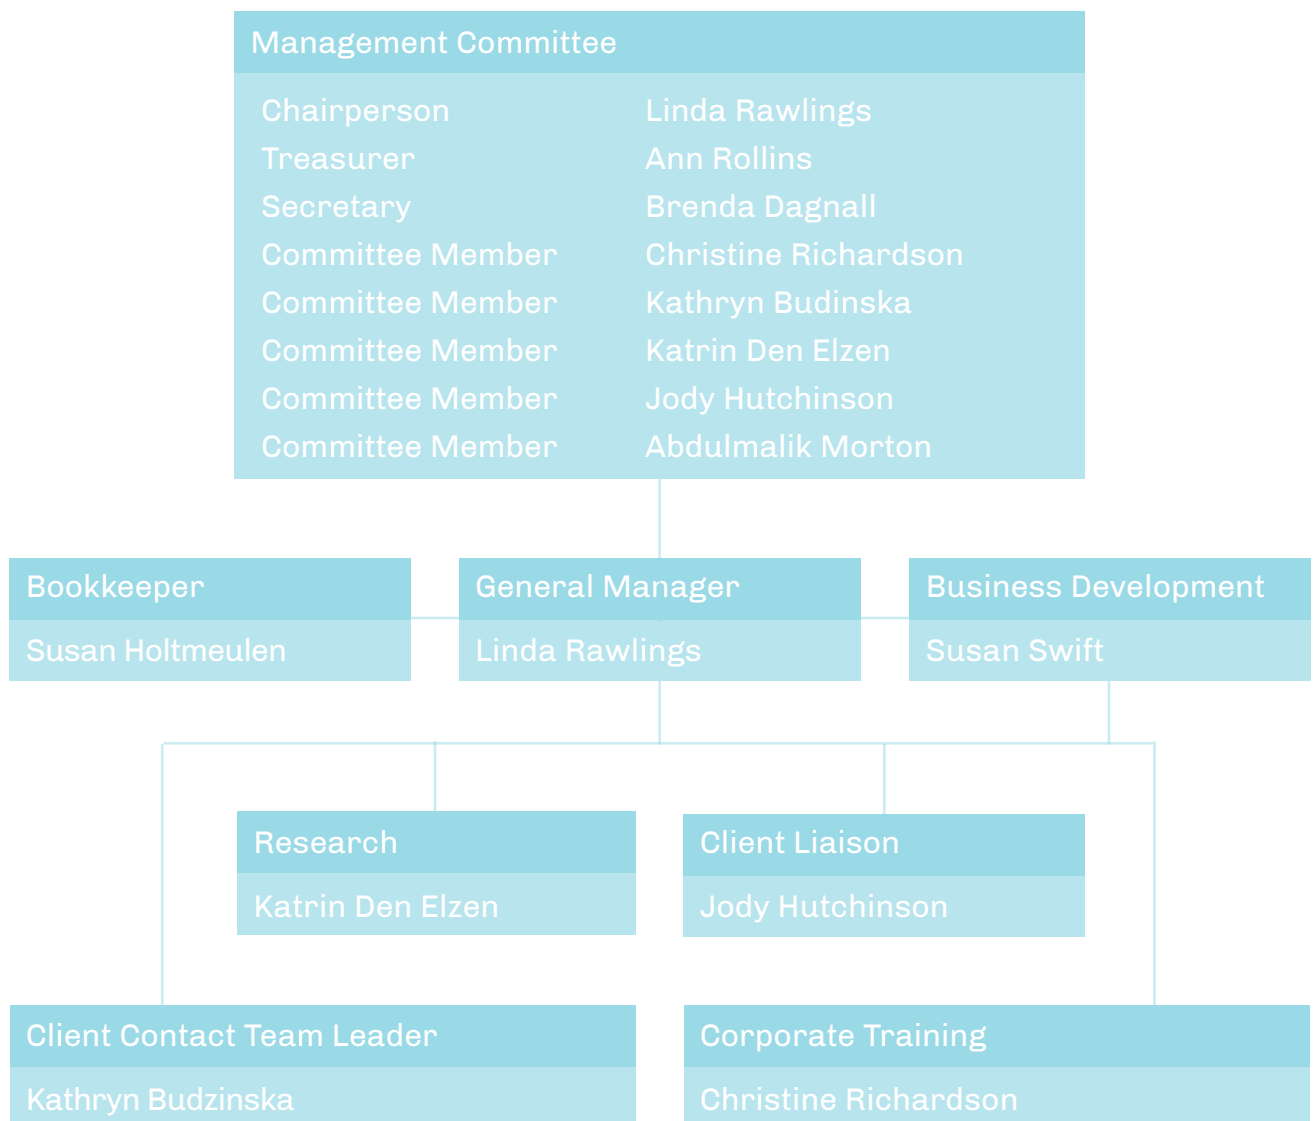 Management Committee
Chairperson Linda Rawlings
Treasurer Ann Rollins
Secretary Brenda Dagnall
Committee Member Christine Richardson
Committee Member Kathryn Budinska
Committee Member Katrin Den Elzen
Committee Member Jody Hutchinson
Committee Member Abdulmalik Morton
Bookkeeper
Susan Holtmeulen
General Manager
Linda Rawlings
Business Development
Susan Swift
Research
Katrin Den Elzen
Client Liaison
Jody Hutchinson
Client Contact Team Leader
Kathryn Budzinska
Corporate Training
Christine Richardson